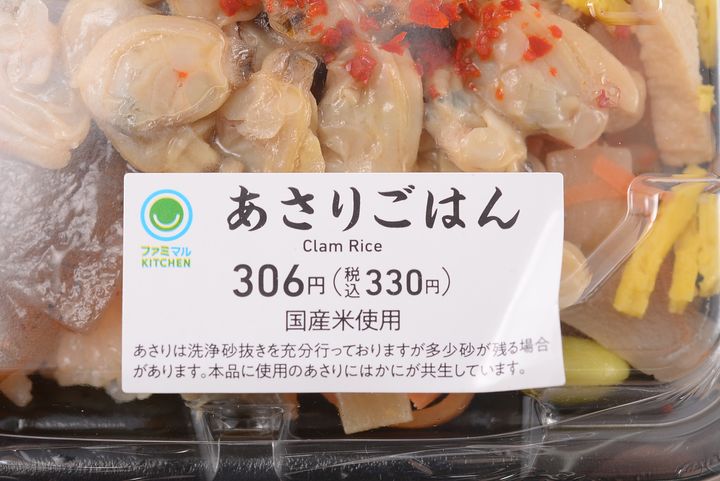 あさりごはん
Clam Rice
ファミマル
KITCHEN
306円(税込330円)
国産米使用
あさりは洗浄砂抜きを充分行っておりますが多少砂が残る場合
があります。本品に使用のあさりにはかにが共生しています。